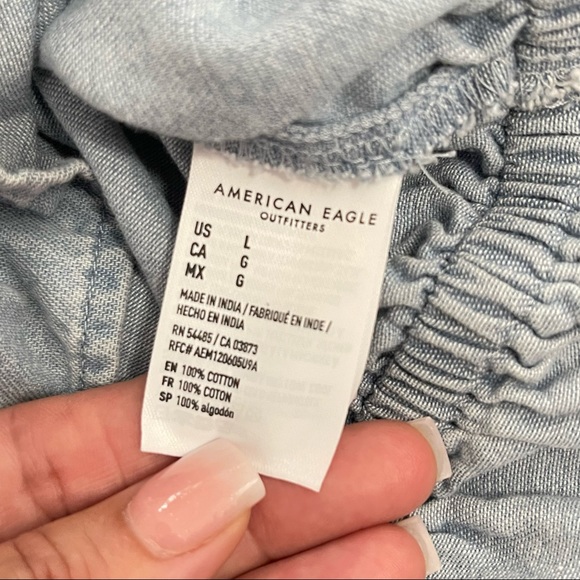 AMERICAN EAGLE
OUTFITTERS
US L
CA G
MX G
MADE IN INDIA / FABRIQUÉ EN INDE /
HECHO EN INDIA
RN 54485 / CA 03873
RFC# AEM120605U9A
EN 100% COTTON
FR 100% COTON
SP 100% algodón